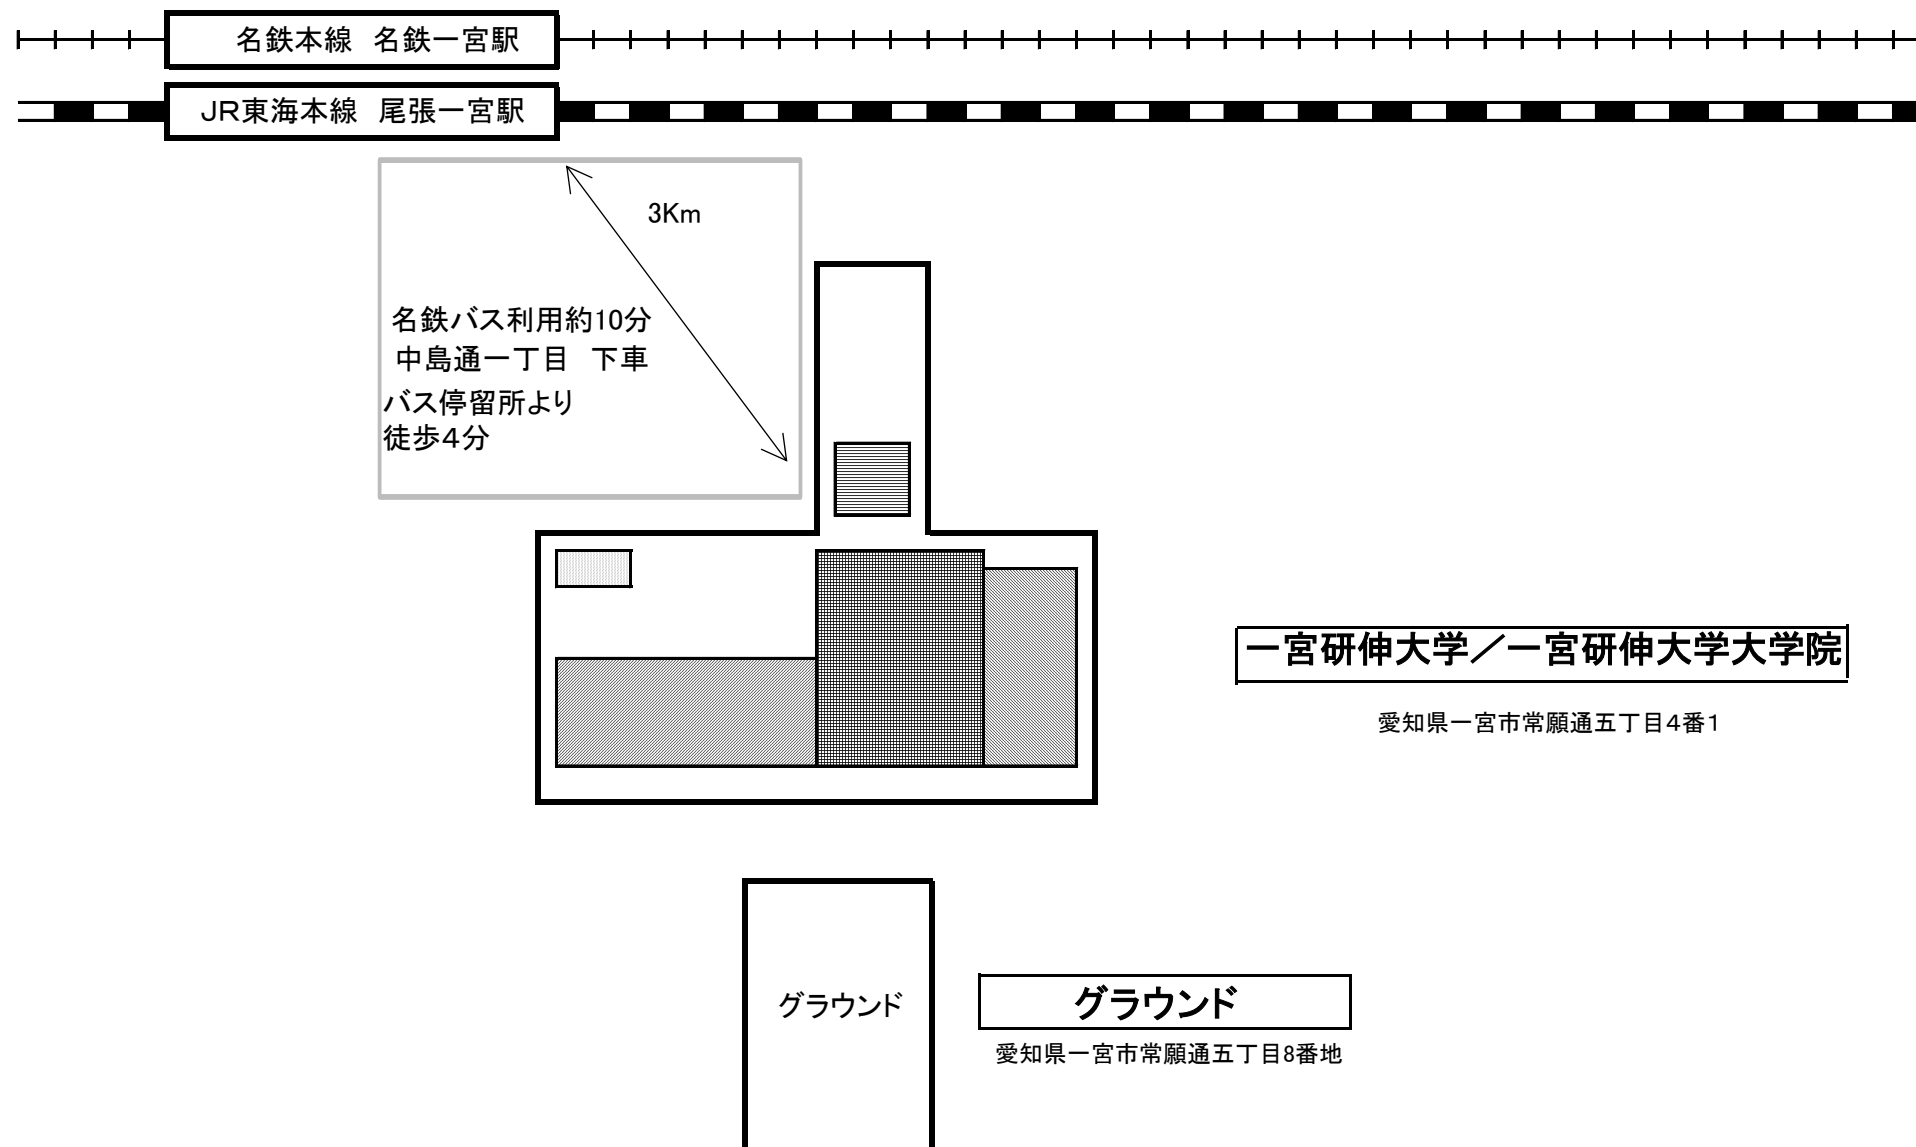 名鉄本線 名鉄一宮駅
JR東海本線 尾張一宮駅
3Km
名鉄バス利用約10分
中島通一丁目 下車
バス停留所より
徒歩4分
一宮研伸大学／一宮研伸大学大学院
愛知県一宮市常願通五丁目4番1
グラウンド
グラウンド
愛知県一宮市常願通五丁目8番地